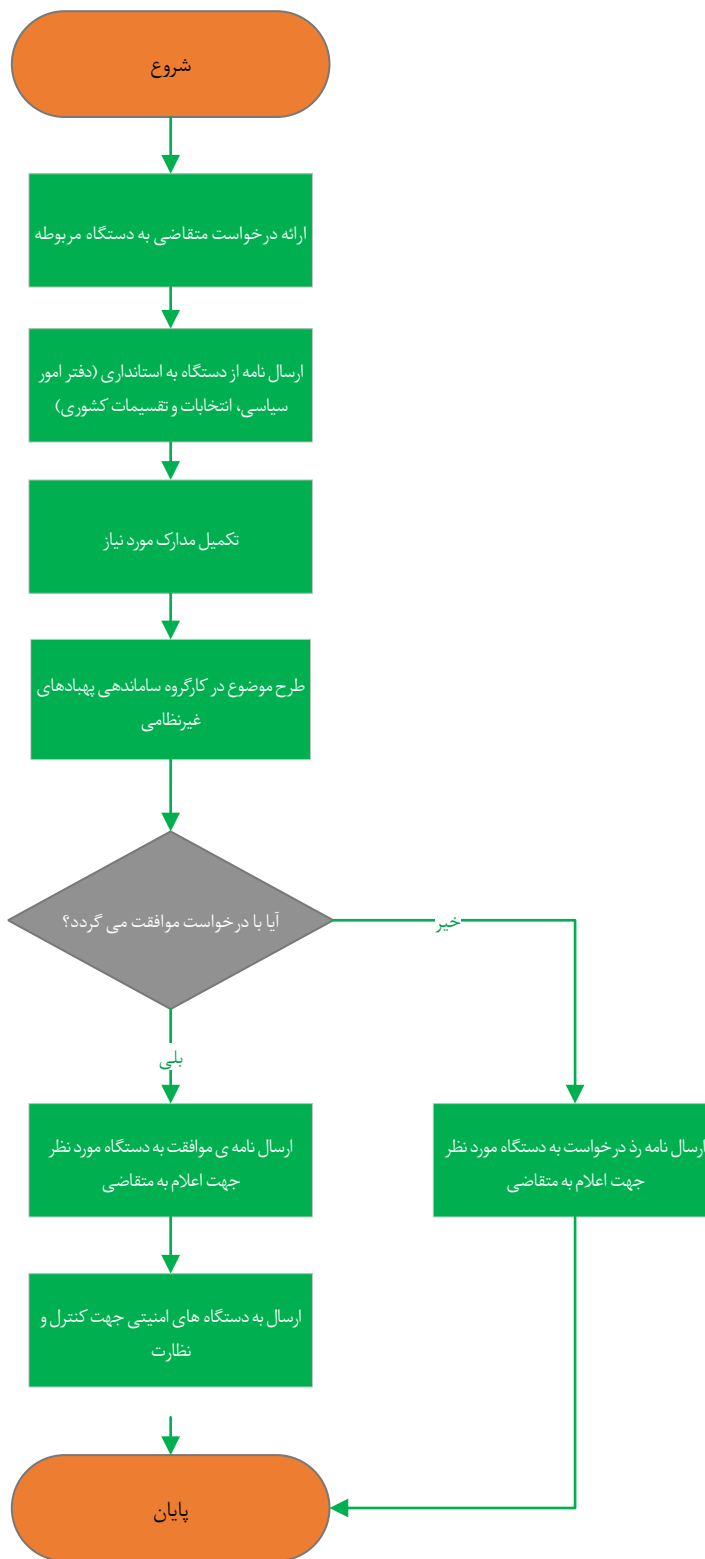 شروع
ارائه درخواست متقاضی به دستگاه مربوطه
ارسال نامه از دستگاه به استانداری (دفتر امور
سیاسی، انتخابات و تقسیمات کشوری)
تکمیل مدارک مورد نیاز
طرح موضوع در کارگروه ساماندهی پهبادهای
غیرنظامی
آیا با درخواست موافقت می گردد؟
خیر
بلی
ارسال نامه ی موافقت به دستگاه مورد نظر
جهت اعلام به متقاضی
ارسال نامه رذ درخواست به دستگاه مورد نظر
جهت اعلام به متقاضی
ارسال به دستگاه های امنیتی جهت کنترل و
نظارت
پایان